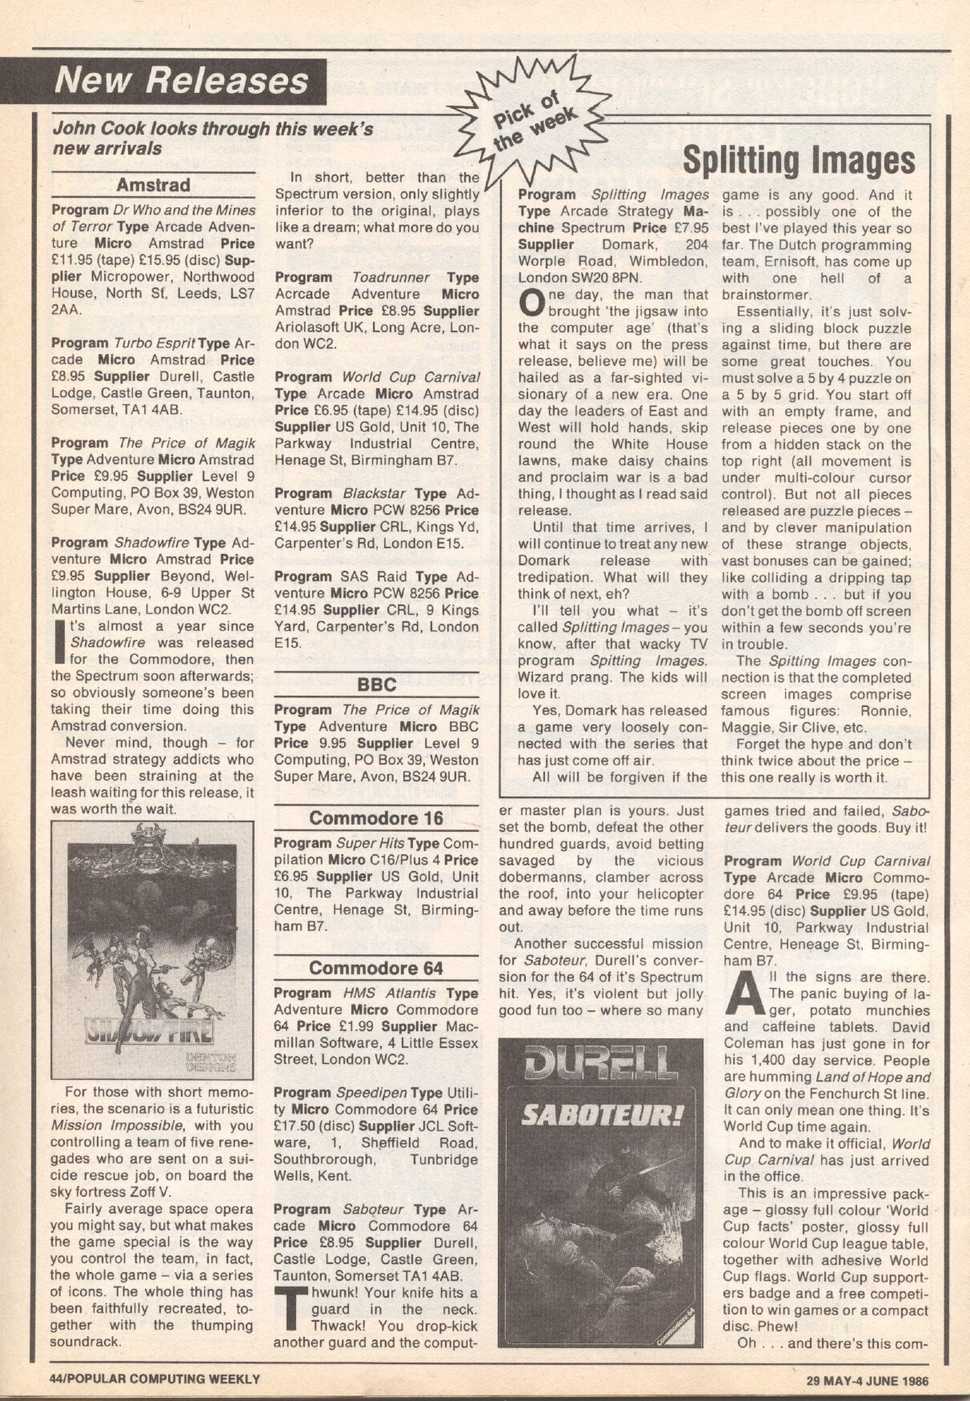 New Releases
John Cook looks through this week's
new arrivals
Amstrad
Program Dr Who and the Mines
of Terror Type Arcade Adven-
ture Micro Amstrad Price
£11.95 (tape) £15.95 (disc) Sup-
plier Micropower, Northwood
House, North St, Leeds, LS7
2AA.
Program Turbo Esprit Type Ar-
cade Micro Amstrad Price
£8.95 Supplier Durell, Castle
Lodge, Castle Green, Taunton,
Somerset, TA1 4AB.
Program The Price of Magik
Type Adventure Micro Amstrad
Price £9.95 Supplier Level 9
Computing, PO Box 39, Weston
Super Mare, Avon, BS24 9UR.
Program Shadowfire Type Ad-
venture Micro Amstrad Price
£9.95 Supplier Beyond, Wel-
lington House, 6-9 Upper St
Martins Lane, London WC2.
It's almost a year since
Shadowfire was released
for the Commodore, then
the Spectrum soon afterwards;
so obviously someone's been
taking their time doing this
Amstrad conversion.
Never mind, though – for
Amstrad strategy addicts who
have been straining at the
leash waiting for this release, it
was worth the wait.
SHADOW FIRE
DENTON
DESIGNS
For those with short memo-
ries, the scenario is a futuristic
Mission Impossible, with you
controlling a team of five rene-
gades who are sent on a sui-
cide rescue job, on board the
sky fortress Zoff V.
Fairly average space opera
you might say, but what makes
the game special is the way
you control the team, in fact,
the whole game – via a series
of icons. The whole thing has
been faithfully recreated, to-
gether with the thumping
soundrack.
In short, better than the
Spectrum version, only slightly
inferior to the original, plays
like a dream; what more do you
want?
Program Toadrunner Type
Acrcade Adventure Micro
Amstrad Price £8.95 Supplier
Ariolasoft UK, Long Acre, Lon-
don WC2.
Program World Cup Carnival
Type Arcade Micro Amstrad
Price £6.95 (tape) £14.95 (disc)
Supplier US Gold, Unit 10, The
Parkway Industrial Centre,
Henage St, Birmingham B7.
Program Blackstar Type Ad-
venture Micro PCW 8256 Price
£14.95 Supplier CRL, Kings Yd,
Carpenter's Rd, London E15.
Program SAS Raid Type Ad-
venture Micro PCW 8256 Price
£14.95 Supplier CRL, 9 Kings
Yard, Carpenter's Rd, London
E15.
BBC
Program The Price of Magik
Type Adventure Micro BBC
Price 9.95 Supplier Level 9
Computing, PO Box 39, Weston
Super Mare, Avon, BS24 9UR.
Commodore 16
Program Super Hits Type Com-
pilation Micro C16/Plus 4 Price
£6.95 Supplier US Gold, Unit
10, The Parkway Industrial
Centre, Henage St, Birming-
ham B7.
Commodore 64
Program HMS Atlantis Type
Adventure Micro Commodore
64 Price £1.99 Supplier Mac-
millan Software, 4 Little Essex
Street, London WC2.
Program Speedipen Type Utili-
ty Micro Commodore 64 Price
£17.50 (disc) Supplier JCL Soft-
ware, 1, Sheffield Road,
Southbrorough, Tunbridge
Wells, Kent.
Program Saboteur Type Ar-
cade Micro Commodore 64
Price £8.95 Supplier Durell,
Castle Lodge, Castle Green,
Taunton, Somerset TA1 4AB.
Thwunk! Your knife hits a
guard in the neck.
Thwack! You drop-kick
another guard and the comput-
Pick of
the week
Splitting Images
Program Splitting Images
Type Arcade Strategy Ma-
chine Spectrum Price £7.95
Supplier Domark, 204
Worple Road, Wimbledon,
London SW20 8PN.
One day, the man that
brought 'the jigsaw into
the computer age' (that's
what it says on the press
release, believe me) will be
hailed as a far-sighted vi-
sionary of a new era. One
day the leaders of East and
West will hold hands, skip
round the White House
lawns, make daisy chains
and proclaim war is a bad
thing, I thought as I read said
release.
Until that time arrives, I
will continue to treat any new
Domark release with
tredipation. What will they
think of next, eh?
I'll tell you what – it's
called Splitting Images – you
know, after that wacky TV
program Spitting Images.
Wizard prang. The kids will
love it.
Yes, Domark has released
a game very loosely con-
nected with the series that
has just come off air.
All will be forgiven if the
game is any good. And it
is . . . possibly one of the
best I've played this year so
far. The Dutch programming
team, Ernisoft, has come up
with one hell of a
brainstormer.
Essentially, it's just solv-
ing a sliding block puzzle
against time, but there are
some great touches. You
must solve a 5 by 4 puzzle on
a 5 by 5 grid. You start off
with an empty frame, and
release pieces one by one
from a hidden stack on the
top right (all movement is
under multi-colour cursor
control). But not all pieces
released are puzzle pieces –
and by clever manipulation
of these strange objects,
vast bonuses can be gained;
like colliding a dripping tap
with a bomb . . . but if you
don't get the bomb off screen
within a few seconds you're
in trouble.
The Spitting Images con-
nection is that the completed
screen images comprise
famous figures: Ronnie,
Maggie, Sir Clive, etc.
Forget the hype and don't
think twice about the price –
this one really is worth it.
er master plan is yours. Just
set the bomb, defeat the other
hundred guards, avoid betting
savaged by the vicious
dobermanns, clamber across
the roof, into your helicopter
and away before the time runs
out.
Another successful mission
for Saboteur, Durell's conver-
sion for the 64 of it's Spectrum
hit. Yes, it's violent but jolly
good fun too – where so many
DURELL
SABOTEUR!
Commodore 64
games tried and failed, Sabo-
teur delivers the goods. Buy it!
Program World Cup Carnival
Type Arcade Micro Commo-
dore 64 Price £9.95 (tape)
£14.95 (disc) Supplier US Gold,
Unit 10, Parkway Industrial
Centre, Heneage St, Birming-
ham B7.
All the signs are there.
The panic buying of la-
ger, potato munchies
and caffeine tablets. David
Coleman has just gone in for
his 1,400 day service. People
are humming Land of Hope and
Glory on the Fenchurch St line.
It can only mean one thing. It's
World Cup time again.
And to make it official, World
Cup Carnival has just arrived
in the office.
This is an impressive pack-
age – glossy full colour 'World
Cup facts' poster, glossy full
colour World Cup league table,
together with adhesive World
Cup flags. World Cup support-
ers badge and a free competi-
tion to win games or a compact
disc. Phew!
Oh . . . and there's this com-
44/POPULAR COMPUTING WEEKLY
29 MAY-4 JUNE 1986